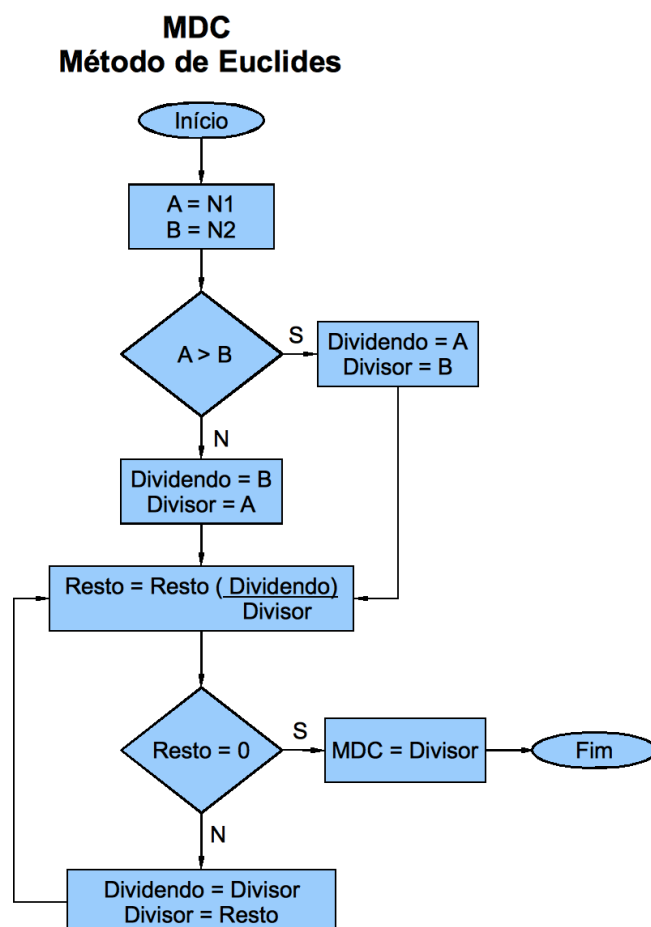 MDC
Método de Euclides
Início
A = N1
B = N2
A > B
S
Dividendo = A
Divisor = B
N
Dividendo = B
Divisor = A
Resto = Resto (Dividendo)
Divisor
Resto = 0
S
MDC = Divisor
Fim
N
Dividendo = Divisor
Divisor = Resto